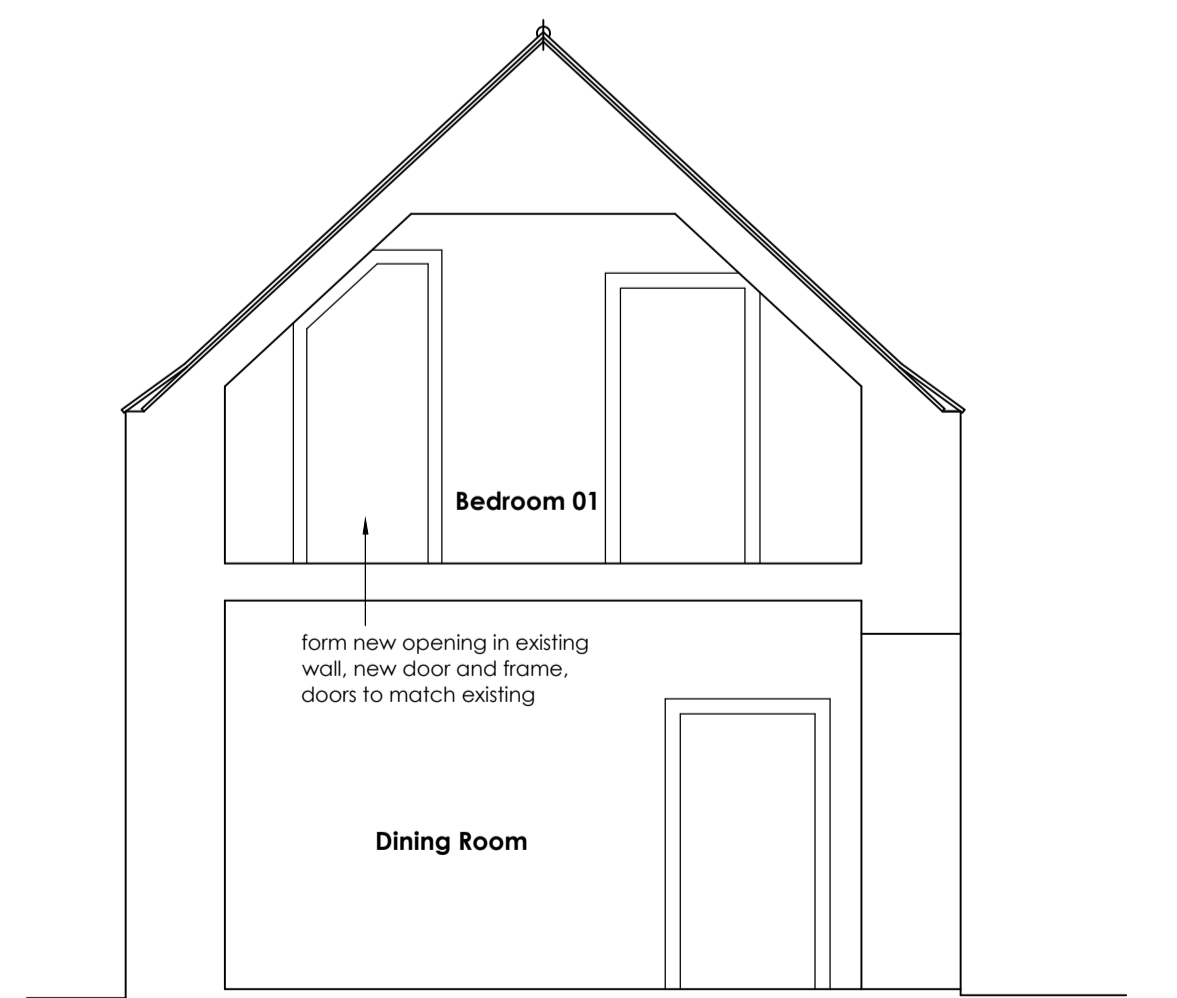 Bedroom 01
form new opening in existing
wall, new door and frame,
doors to match existing
Dining Room